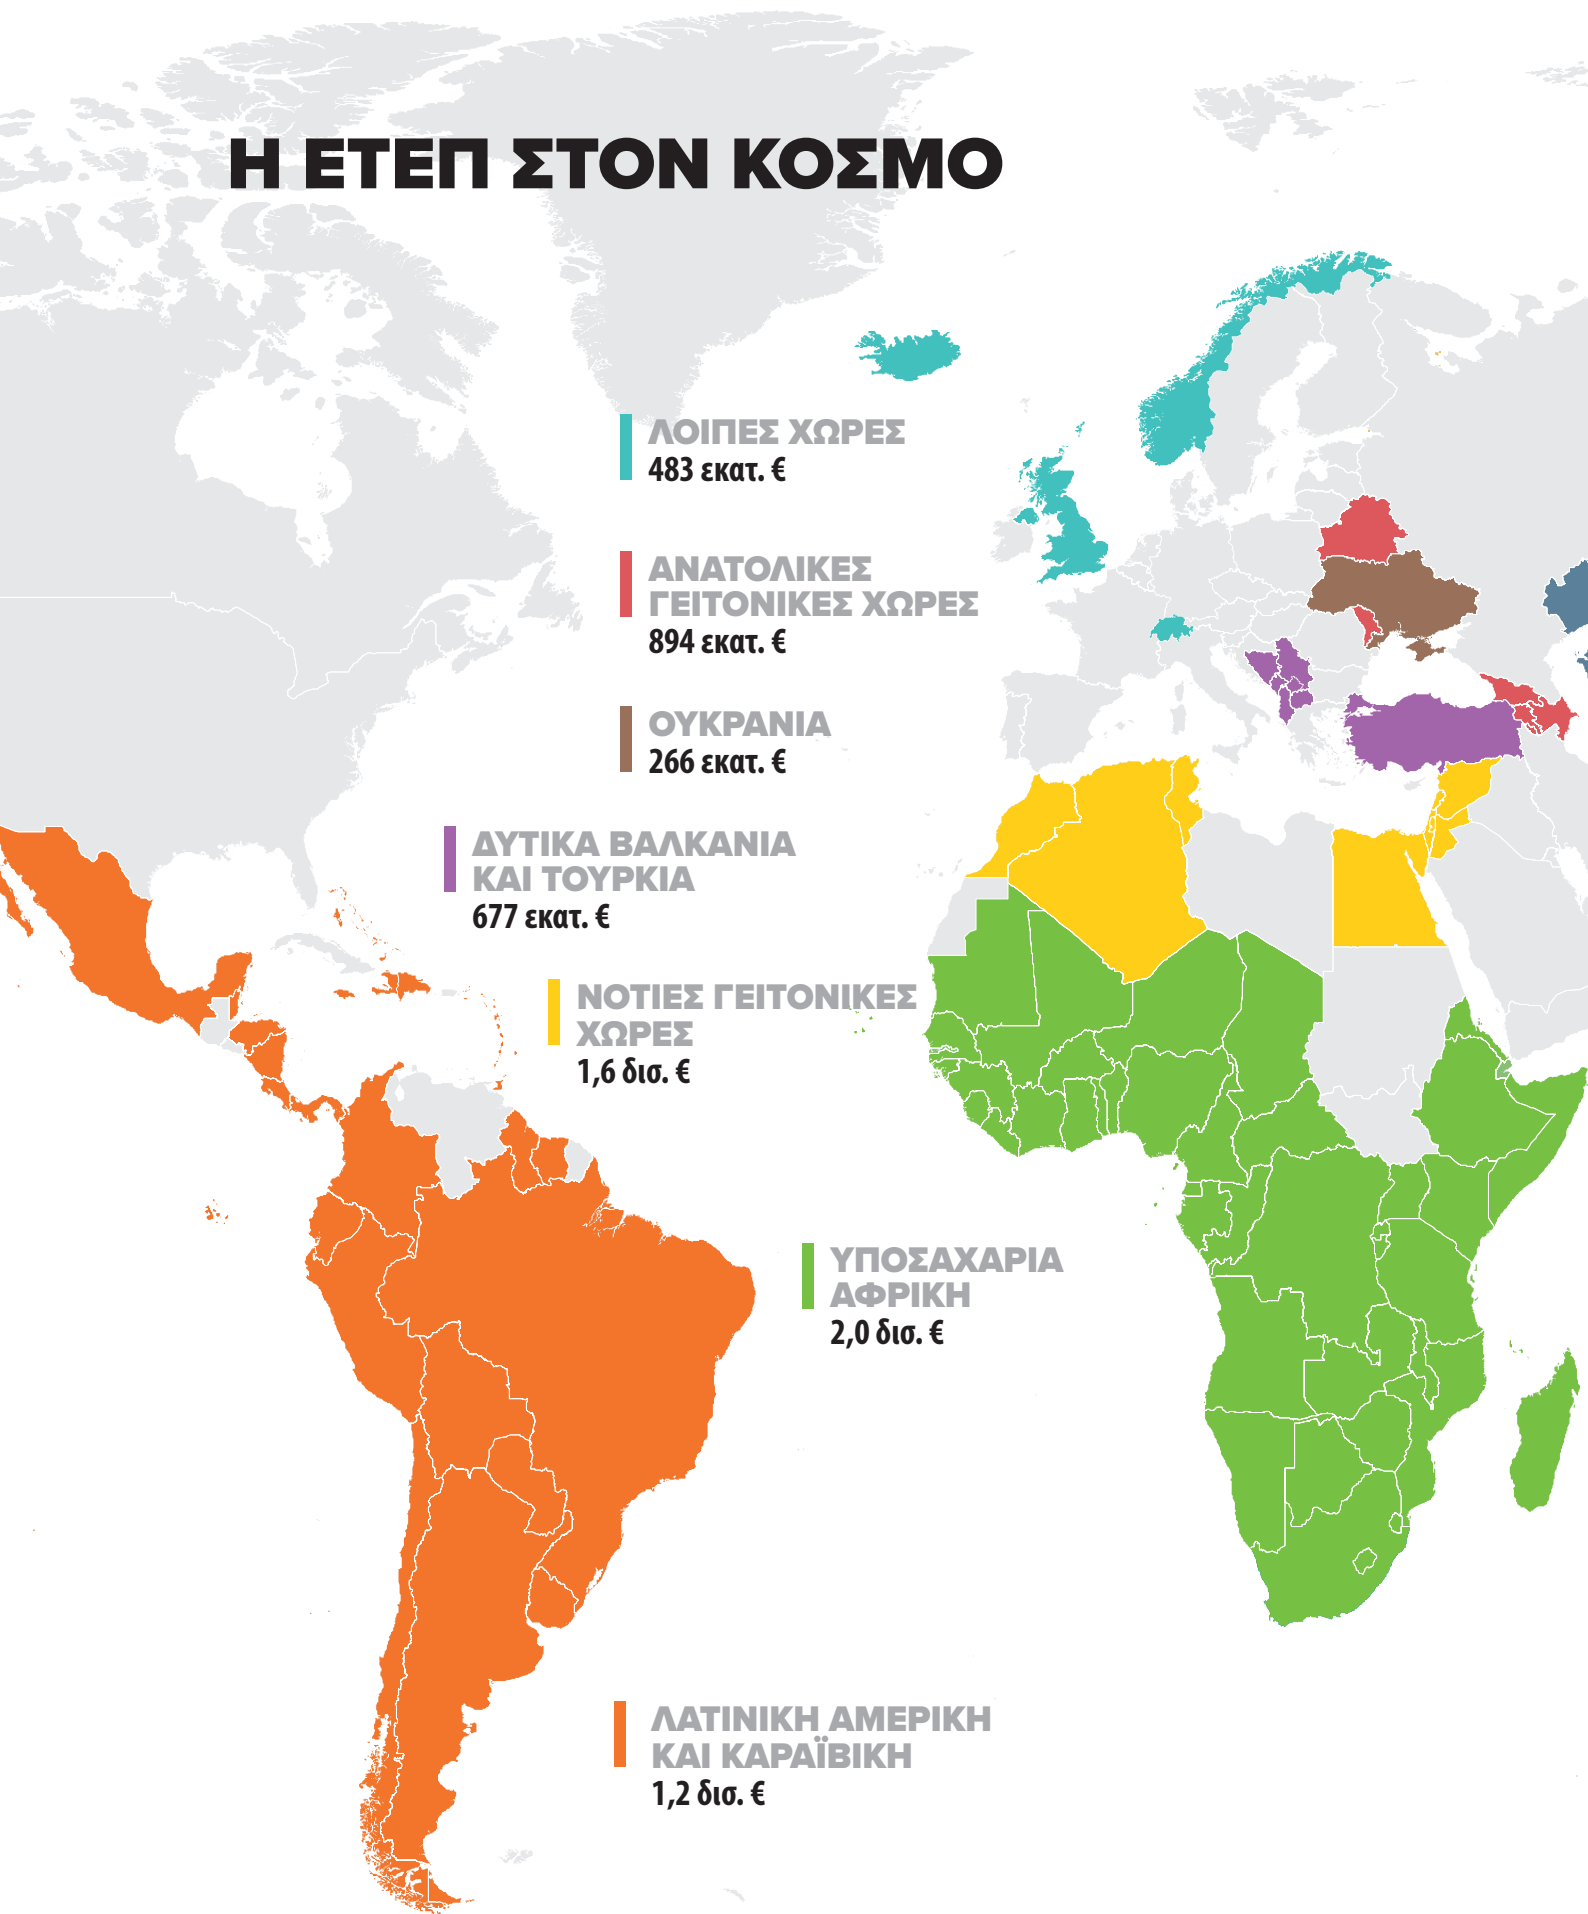 Η ΕΤΕΠ ΣΤΟΝ ΚΟΣΜΟ
ΛΟΙΠΕΣ ΧΩΡΕΣ
483 εκατ. €
ΑΝΑΤΟΛΙΚΕΣ
ΓΕΙΤΟΝΙΚΕΣ ΧΩΡΕΣ
894 εκατ. €
ΟΥΚΡΑΝΙΑ
266 εκατ. €
ΔΥΤΙΚΑ ΒΑΛΚΑΝΙΑ
ΚΑΙ ΤΟΥΡΚΙΑ
677 εκατ. €
ΝΟΤΙΕΣ ΓΕΙΤΟΝΙΚΕΣ
ΧΩΡΕΣ
1,6 δισ. €
ΥΠΟΣΑΧΑΡΙΑ
ΑΦΡΙΚΗ
2,0 δισ. €
ΛΑΤΙΝΙΚΗ ΑΜΕΡΙΚΗ
ΚΑΙ ΚΑΡΑΪΒΙΚΗ
1,2 δισ. €